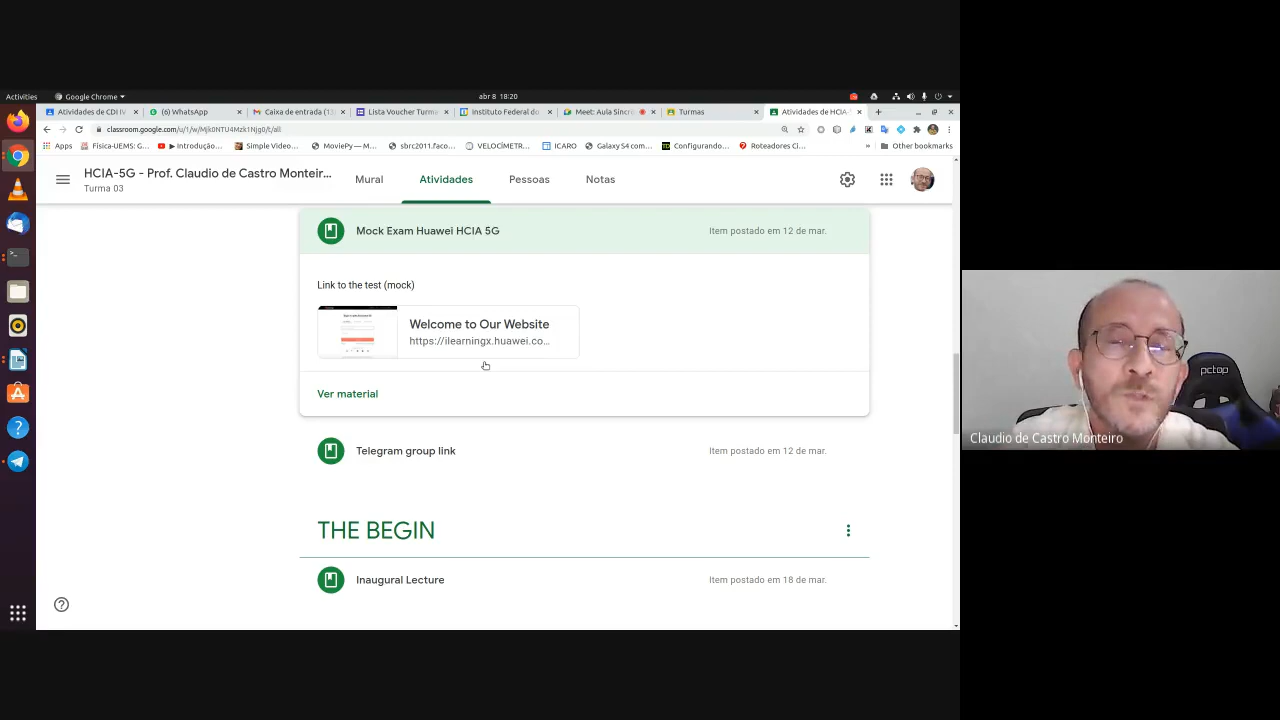 Activities
Google Chrome
abr 8 18:20
Atividades de CDI IV
(6) WhatsApp
Caixa de entrada (13
Lista Voucher Turma
Instituto Federal do
Meet: Aula Síncro
Turmas
Atividades de HCIA-
classroom.google.com/u/1/w/Mjk0NTU4Mzk1Njg0/t/all
Apps
Física-UEMS: G...
Introdução...
Simple Video...
MoviePy — M...
sbrc2011.faco...
VELOCÍMETR...
ICARO
Galaxy S4 com...
Configurando...
Roteadores Ci...
»
Other bookmarks
HCIA-5G - Prof. Claudio de Castro Monteir...
Turma 03
Mural
Atividades
Pessoas
Notas
Mock Exam Huawei HCIA 5G
Item postado em 12 de mar.
Link to the test (mock)
Welcome to Our Website
https://ilearningx.huawei.co...
Ver material
Telegram group link
Item postado em 12 de mar.
THE BEGIN
Inaugural Lecture
Item postado em 18 de mar.
pctop
Claudio de Castro Monteiro